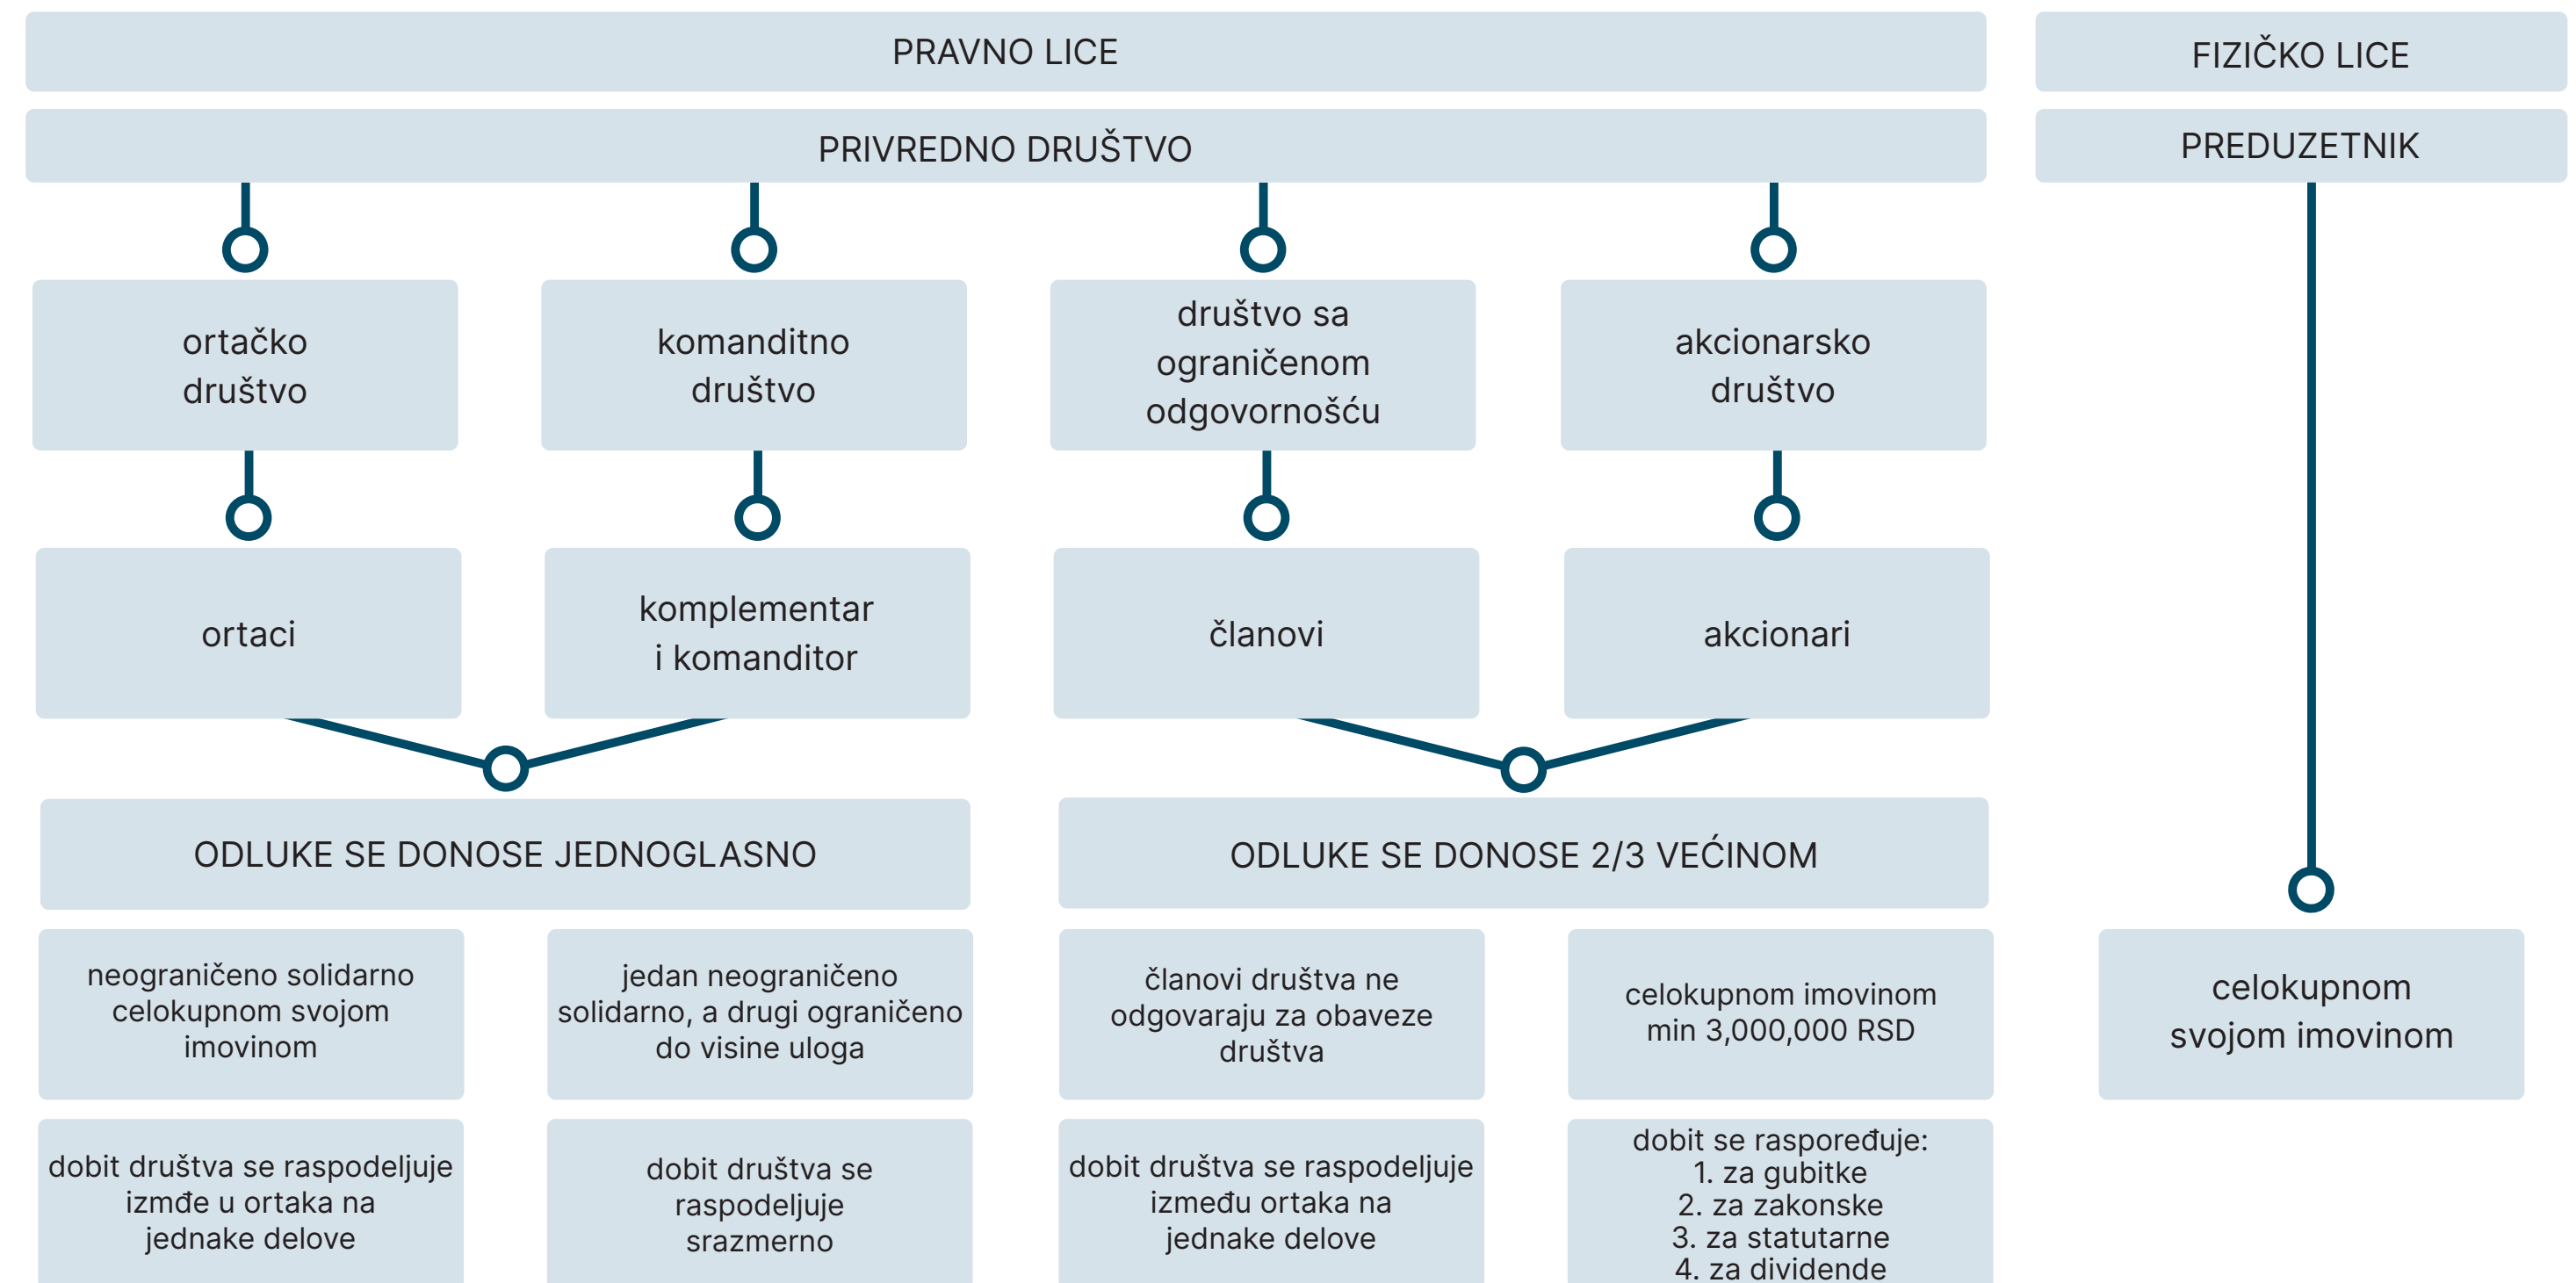 PRAVNO LICE
FIZIČKO LICE
PRIVREDNO DRUŠTVO
PREDUZETNIK
ortačko
društvo
komanditno
društvo
društvo sa
ograničenom
odgovornošću
akcionarsko
društvo
ortaci
komplementar
i komanditor
članovi
akcionari
ODLUKE SE DONOSE JEDNOGLASNO
ODLUKE SE DONOSE 2/3 VEĆINOM
neograničeno solidarno
celokupnom svojom
imovinom
jedan neograničeno
solidarno, a drugi ograničeno
do visine uloga
članovi društva ne
odgovaraju za obaveze
društva
celokupnom imovinom
min 3,000,000 RSD
celokupnom
svojom imovinom
dobit društva se raspodeljuje
izmđe u ortaka na
jednake delove
dobit društva se
raspodeljuje
srazmerno
dobit društva se raspodeljuje
između ortaka na
jednake delove
dobit se raspoređuje:
1. za gubitke
2. za zakonske
3. za statutarne
4. za dividende